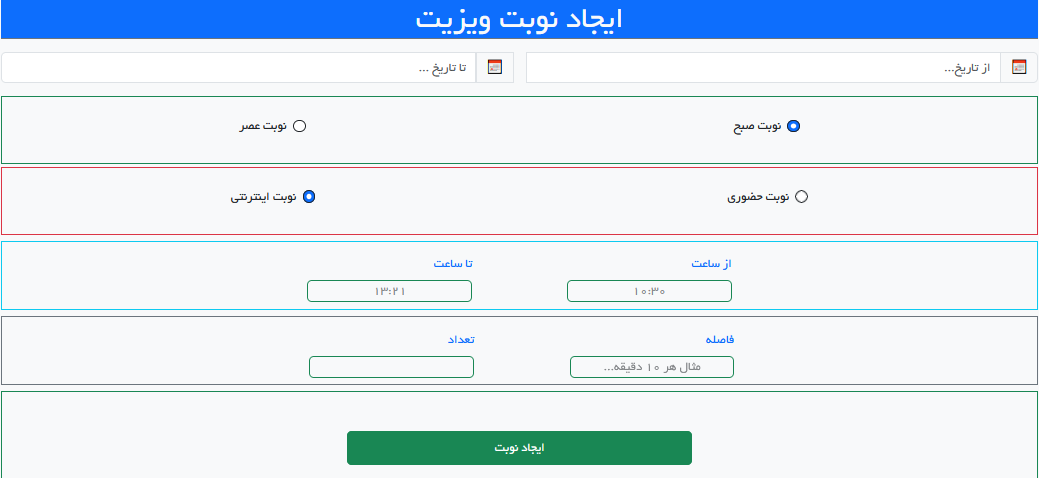 ایجاد نوبت ویزیت
از تاریخ...
تا تاریخ ...
نوبت صبح
نوبت عصر
نوبت حضوری
نوبت اینترنتی
از ساعت
تا ساعت
۱۰:۳۰
۱۳:۲۱
فاصله
تعداد
مثال هر ۱۰ دقیقه...
ایجاد نوبت